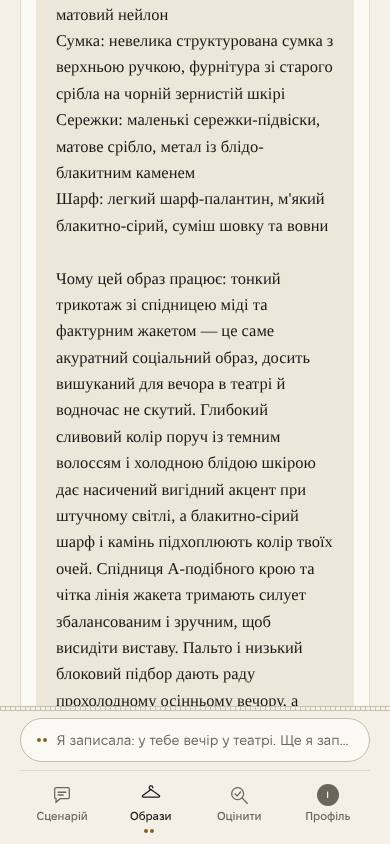 матовий нейлон
Сумка: невелика структурована сумка з
верхньою ручкою, фурнітура зі старого
срібла на чорній зернистій шкірі
Сережки: маленькі сережки-підвіски,
матове срібло, метал із блідо-
блакитним каменем
Шарф: легкий шарф-палантин, м'який
блакитно-сірий, суміш шовку та вовни

Чому цей образ працює: тонкий
трикотаж зі спідницею міді та
фактурним жакетом — це саме
акуратний соціальний образ, досить
вишуканий для вечора в театрі й
водночас не скутий. Глибокий
сливовий колір поруч із темним
волоссям і холодною блідою шкірою
дає насичений вигідний акцент при
штучному світлі, а блакитно-сірий
шарф і камінь підхоплюють колір твоїх
очей. Спідниця А-подібного крою та
чітка лінія жакета тримають силует
збалансованим і зручним, щоб
висидіти виставу. Пальто і низький
блоковий підбор дають раду
прохолодному осінньому вечору, а
Я записала: у тебе вечір у театрі. Ще я зап...
Сценарій
Образи
Оцінити
І
Профіль